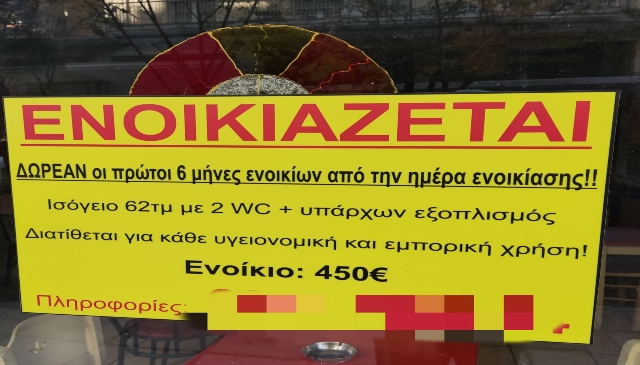 ΕΝΟΙΚΙΑΖΕΤΑΙ
ΔΩΡΕΑΝ οι πρώτοι 6 μήνες ενοικίων από την ημέρα ενοικίασης!!
Ισόγειο 62τμ με 2 WC + υπάρχων εξοπλισμός
Διατίθεται για κάθε υγειονομική και εμπορική χρήση!
Ενοίκιο: 450€
Πληροφορίες: